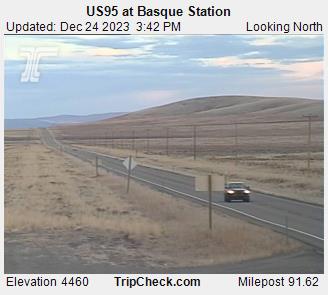 US95 at Basque Station
Updated: Dec 24 2023 3:42 PM Looking North
Elevation 4460 TripCheck.com Milepost 91.62